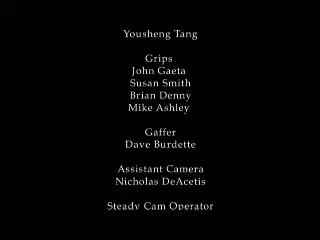 Yousheng Tang
Grips
John Gaeta
Susan Smith
Brian Denny
Mike Ashley
Gaffer
Dave Burdette
Assistant Camera
Nicholas DeAcetis
Steady Cam Operator